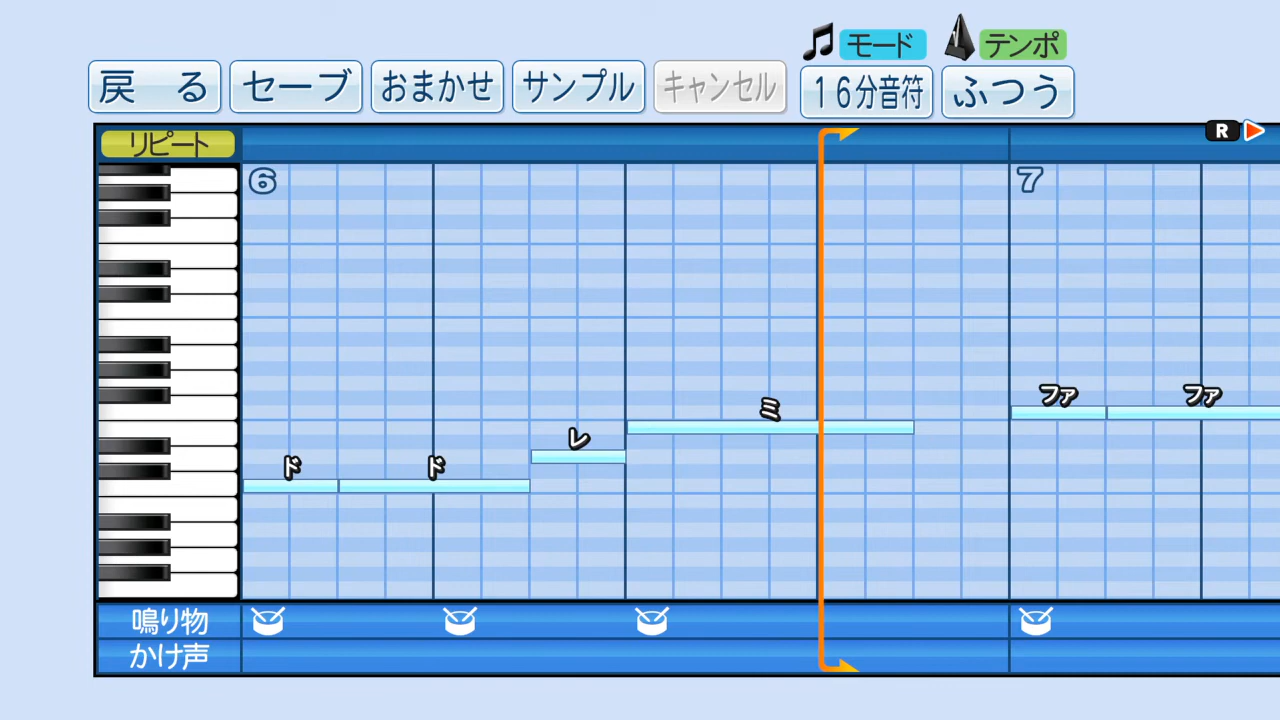 モード テンポ
戻る セーブ おまかせ サンプル キャンセル 16分音符 ふつう
リピート R
6 7
ファ ファ
ミ
レ
ド ド
鳴り物
かけ声